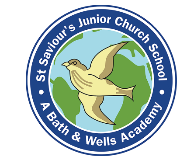 St Saviour's Junior Church School
A Bath & Wells Academy